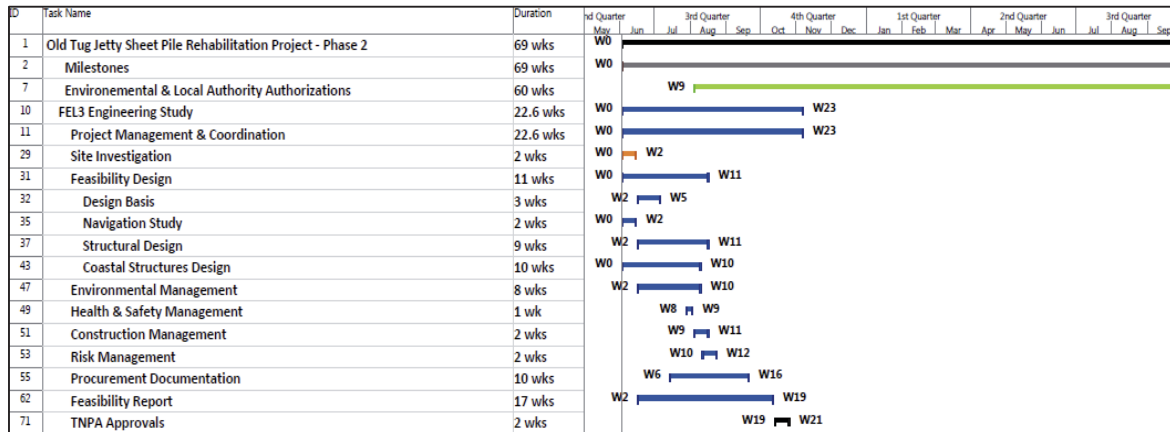 ID Task Name Duration nd Quarter 3rd Quarter 4th Quarter 1st Quarter 2nd Quarter 3rd Quarter
May Jun Jul Aug Sep Oct Nov Dec Jan Feb Mar Apr May Jun Jul Aug Sep
1 Old Tug Jetty Sheet Pile Rehabilitation Project - Phase 2 69 wks W0
2 Milestones 69 wks W0
7 Environemental & Local Authority Authorizations 60 wks W9
10 FEL3 Engineering Study 22.6 wks W0 W23
11 Project Management & Coordination 22.6 wks W0 W23
29 Site Investigation 2 wks W0 W2
31 Feasibility Design 11 wks W0 W11
32 Design Basis 3 wks W2 W5
35 Navigation Study 2 wks W0 W2
37 Structural Design 9 wks W2 W11
43 Coastal Structures Design 10 wks W0 W10
47 Environmental Management 8 wks W2 W10
49 Health & Safety Management 1 wk W8 W9
51 Construction Management 2 wks W9 W11
53 Risk Management 2 wks W10 W12
55 Procurement Documentation 10 wks W6 W16
62 Feasibility Report 17 wks W2 W19
71 TNPA Approvals 2 wks W19 W21